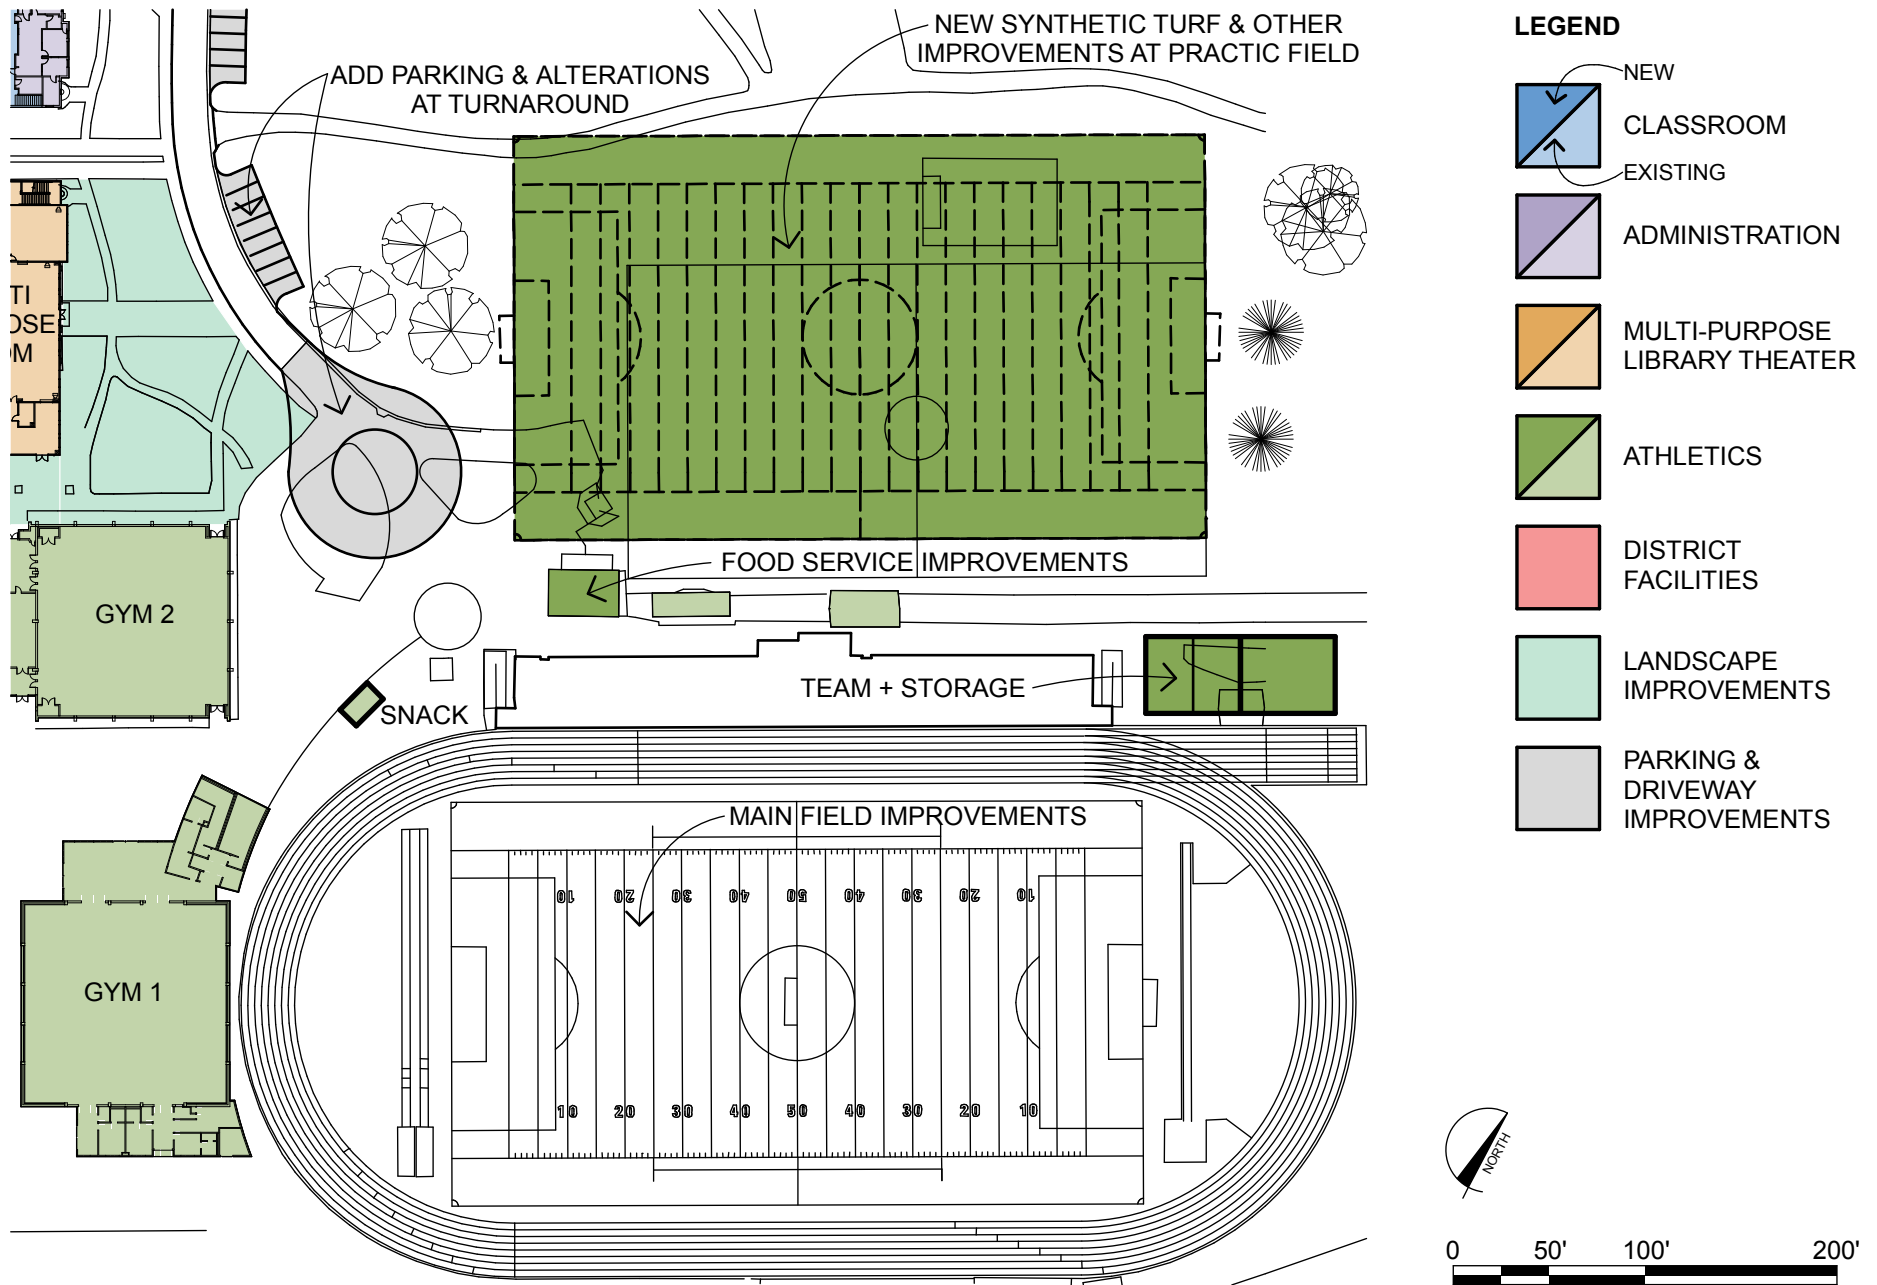 NEW SYNTHETIC TURF & OTHER
IMPROVEMENTS AT PRACTIC FIELD
ADD PARKING & ALTERATIONS
AT TURNAROUND
TI
OSE
M
FOOD SERVICE IMPROVEMENTS
GYM 2
TEAM + STORAGE
SNACK
MAIN FIELD IMPROVEMENTS
10 20 30 40 50 40 30 20 10
GYM 1
10 20 30 40 50 40 30 20 10
LEGEND
NEW
CLASSROOM
EXISTING
ADMINISTRATION
MULTI-PURPOSE
LIBRARY THEATER
ATHLETICS
DISTRICT
FACILITIES
LANDSCAPE
IMPROVEMENTS
PARKING &
DRIVEWAY
IMPROVEMENTS
NORTH
0 50' 100' 200'